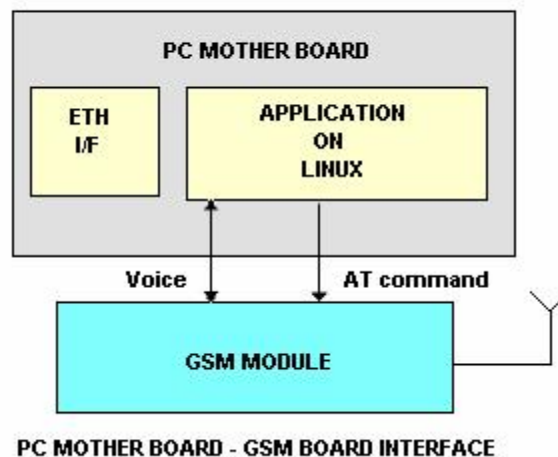 PC MOTHER BOARD
ETH
I/F
APPLICATION
ON
LINUX
Voice
AT command
GSM MODULE
PC MOTHER BOARD - GSM BOARD INTERFACE